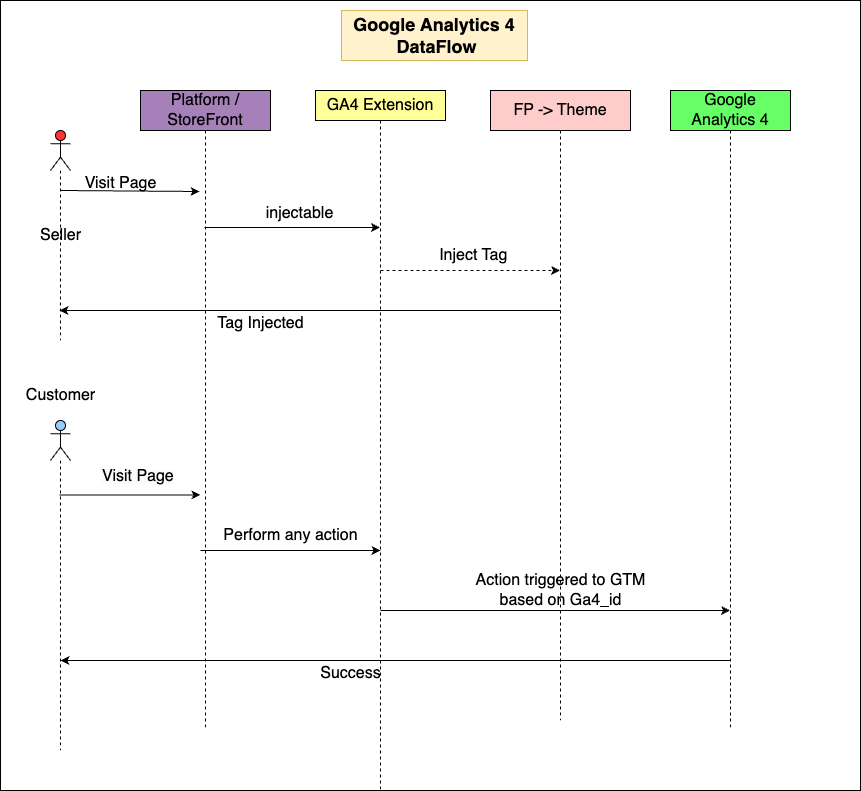 Google Analytics 4
DataFlow
Platform /
StoreFront
GA4 Extension
FP -> Theme
Google
Analytics 4
Visit Page
injectable
Seller
Inject Tag
Tag Injected
Customer
Visit Page
Perform any action
Action triggered to GTM
based on Ga4_id
Success